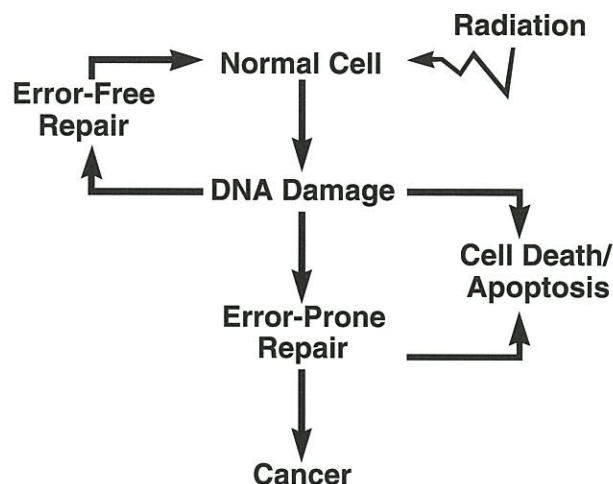 Radiation
Normal Cell
Error-Free
Repair
DNA Damage
Cell Death/
Apoptosis
Error-Prone
Repair
Cancer